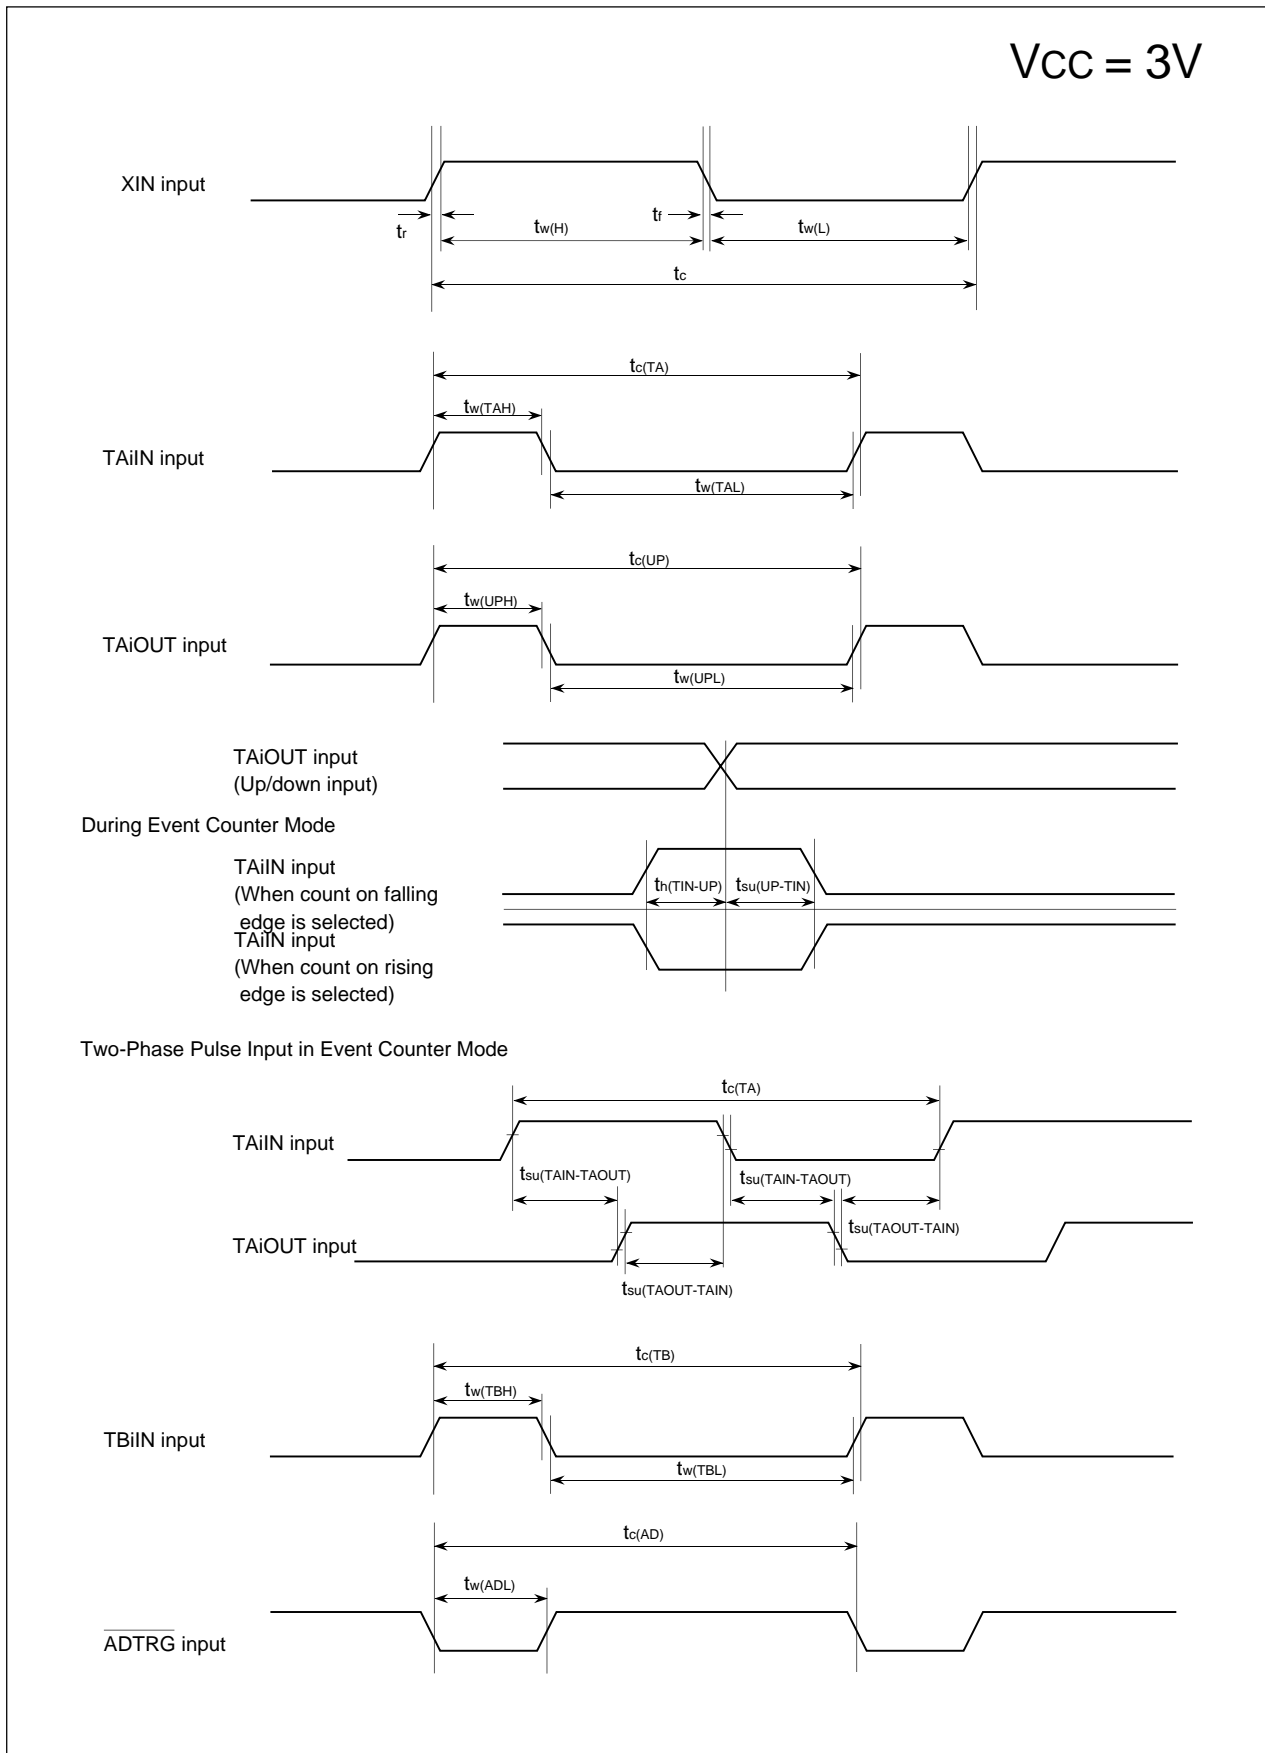 VCC = 3V
XIN input
tr
tw(H)
tf
tw(L)
tc
tc(TA)
tw(TAH)
TAiIN input
tw(TAL)
tc(UP)
tw(UPH)
TAiOUT input
tw(UPL)
TAiOUT input
(Up/down input)
During Event Counter Mode
TAiIN input
(When count on falling
edge is selected)
th(TIN-UP)
tsu(UP-TIN)
TAiIN input
(When count on rising
edge is selected)
Two-Phase Pulse Input in Event Counter Mode
tc(TA)
TAiIN input
tsu(TAIN-TAOUT)
tsu(TAIN-TAOUT)
tsu(TAOUT-TAIN)
TAiOUT input
tsu(TAOUT-TAIN)
tc(TB)
tw(TBH)
TBiIN input
tw(TBL)
tc(AD)
tw(ADL)
ADTRG input